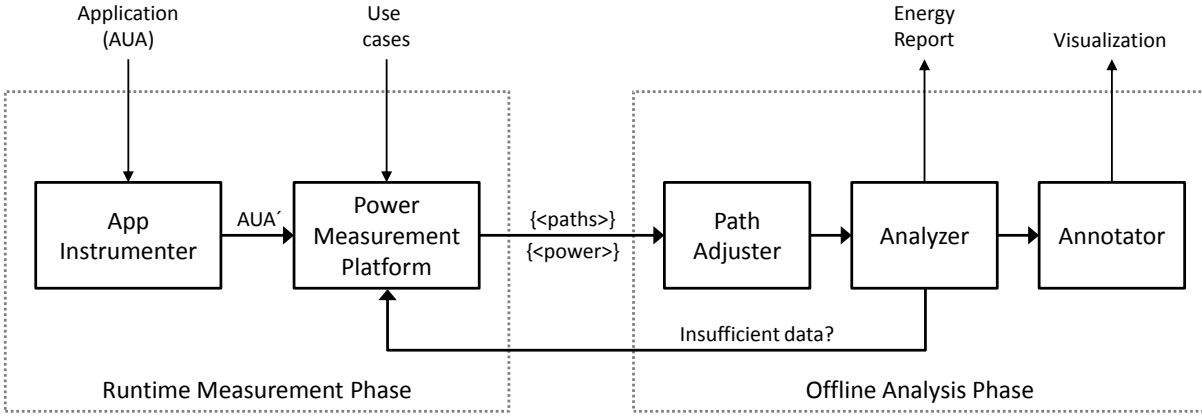 Application
(AUA)
Use
cases
Energy
Report
Visualization
App
Instrumenter
AUA´
Power
Measurement
Platform
{<paths>}
{<power>}
Path
Adjuster
Analyzer
Annotator
Insufficient data?
Runtime Measurement Phase
Offline Analysis Phase